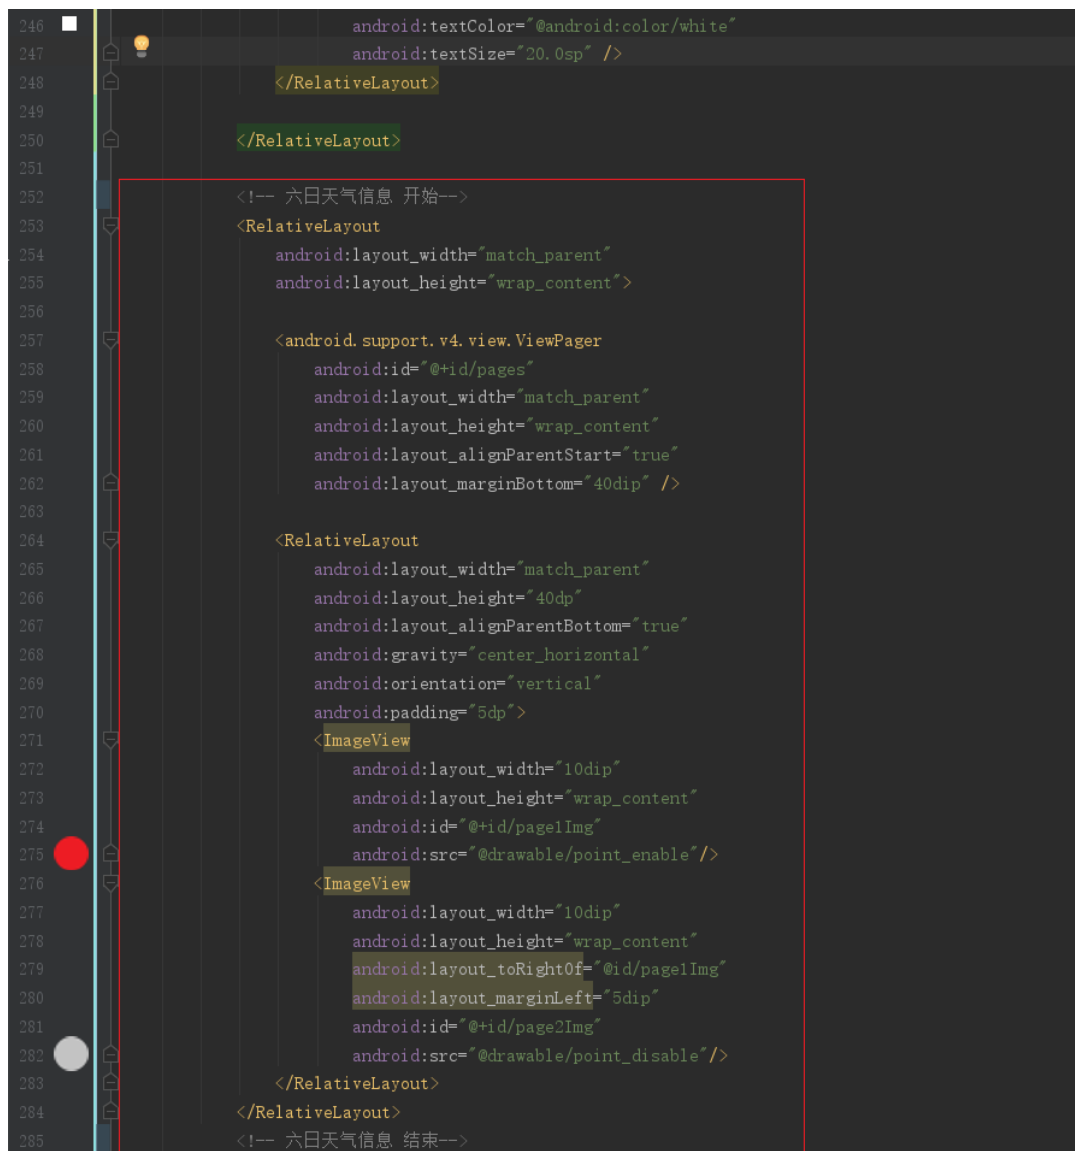 246 android:textColor="@android:color/white"
247 android:textSize="20.0sp" />
248 </RelativeLayout>
249
250 </RelativeLayout>
251
252 <!-- 六日天气信息 开始-->
253 <RelativeLayout
254 android:layout_width="match_parent"
255 android:layout_height="wrap_content">
256
257 <android.support.v4.view.ViewPager
258 android:id="@+id/pages"
259 android:layout_width="match_parent"
260 android:layout_height="wrap_content"
261 android:layout_alignParentStart="true"
262 android:layout_marginBottom="40dip" />
263
264 <RelativeLayout
265 android:layout_width="match_parent"
266 android:layout_height="40dp"
267 android:layout_alignParentBottom="true"
268 android:gravity="center_horizontal"
269 android:orientation="vertical"
270 android:padding="5dp">
271 <ImageView
272 android:layout_width="10dip"
273 android:layout_height="wrap_content"
274 android:id="@+id/page1Img"
275 android:src="@drawable/point_enable"/>
276 <ImageView
277 android:layout_width="10dip"
278 android:layout_height="wrap_content"
279 android:layout_toRightOf="@id/page1Img"
280 android:layout_marginLeft="5dip"
281 android:id="@+id/page2Img"
282 android:src="@drawable/point_disable"/>
283 </RelativeLayout>
284 </RelativeLayout>
285 <!-- 六日天气信息 结束-->